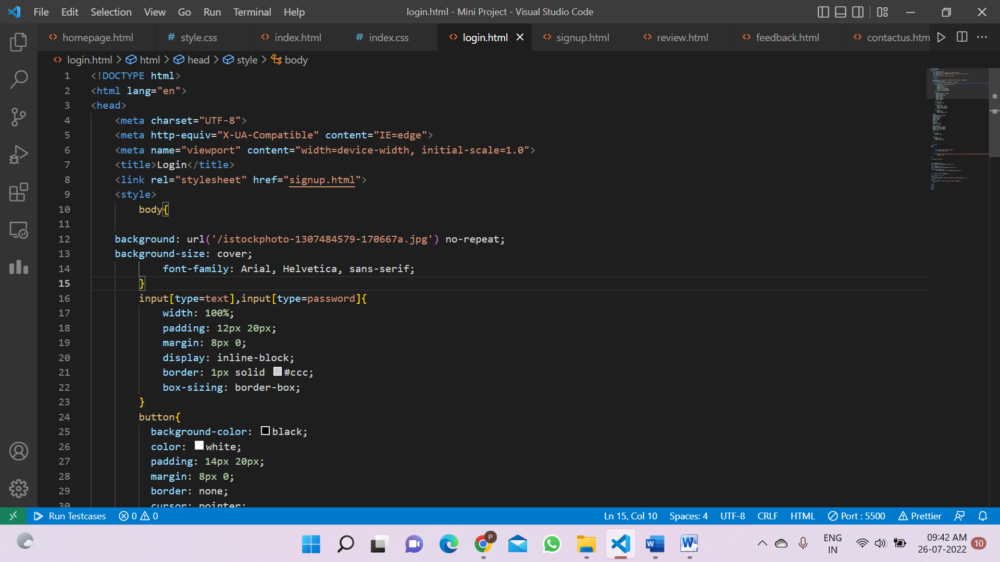 File Edit Selection View Go Run Terminal Help login.html - Mini Project - Visual Studio Code
homepage.html # style.css index.html # index.css login.html signup.html review.html feedback.html contactus.htm
login.html > html > head > style > body
1 <!DOCTYPE html>
2 <html lang="en">
3 <head>
4 <meta charset="UTF-8">
5 <meta http-equiv="X-UA-Compatible" content="IE=edge">
6 <meta name="viewport" content="width=device-width, initial-scale=1.0">
7 <title>Login</title>
8 <link rel="stylesheet" href="signup.html">
9 <style>
10 body{
11
12 background: url('/istockphoto-1307484579-170667a.jpg') no-repeat;
13 background-size: cover;
14 font-family: Arial, Helvetica, sans-serif;
15 }
16 input[type=text],input[type=password]{
17 width: 100%;
18 padding: 12px 20px;
19 margin: 8px 0;
20 display: inline-block;
21 border: 1px solid #ccc;
22 box-sizing: border-box;
23 }
24 button{
25 background-color: black;
26 color: white;
27 padding: 14px 20px;
28 margin: 8px 0;
29 border: none;
30 cursor: pointer;
Run Testcases 0 0 Ln 15, Col 10 Spaces: 4 UTF-8 CRLF HTML Port : 5500 Prettier
P
ENG 09:42 AM
IN 26-07-2022 10